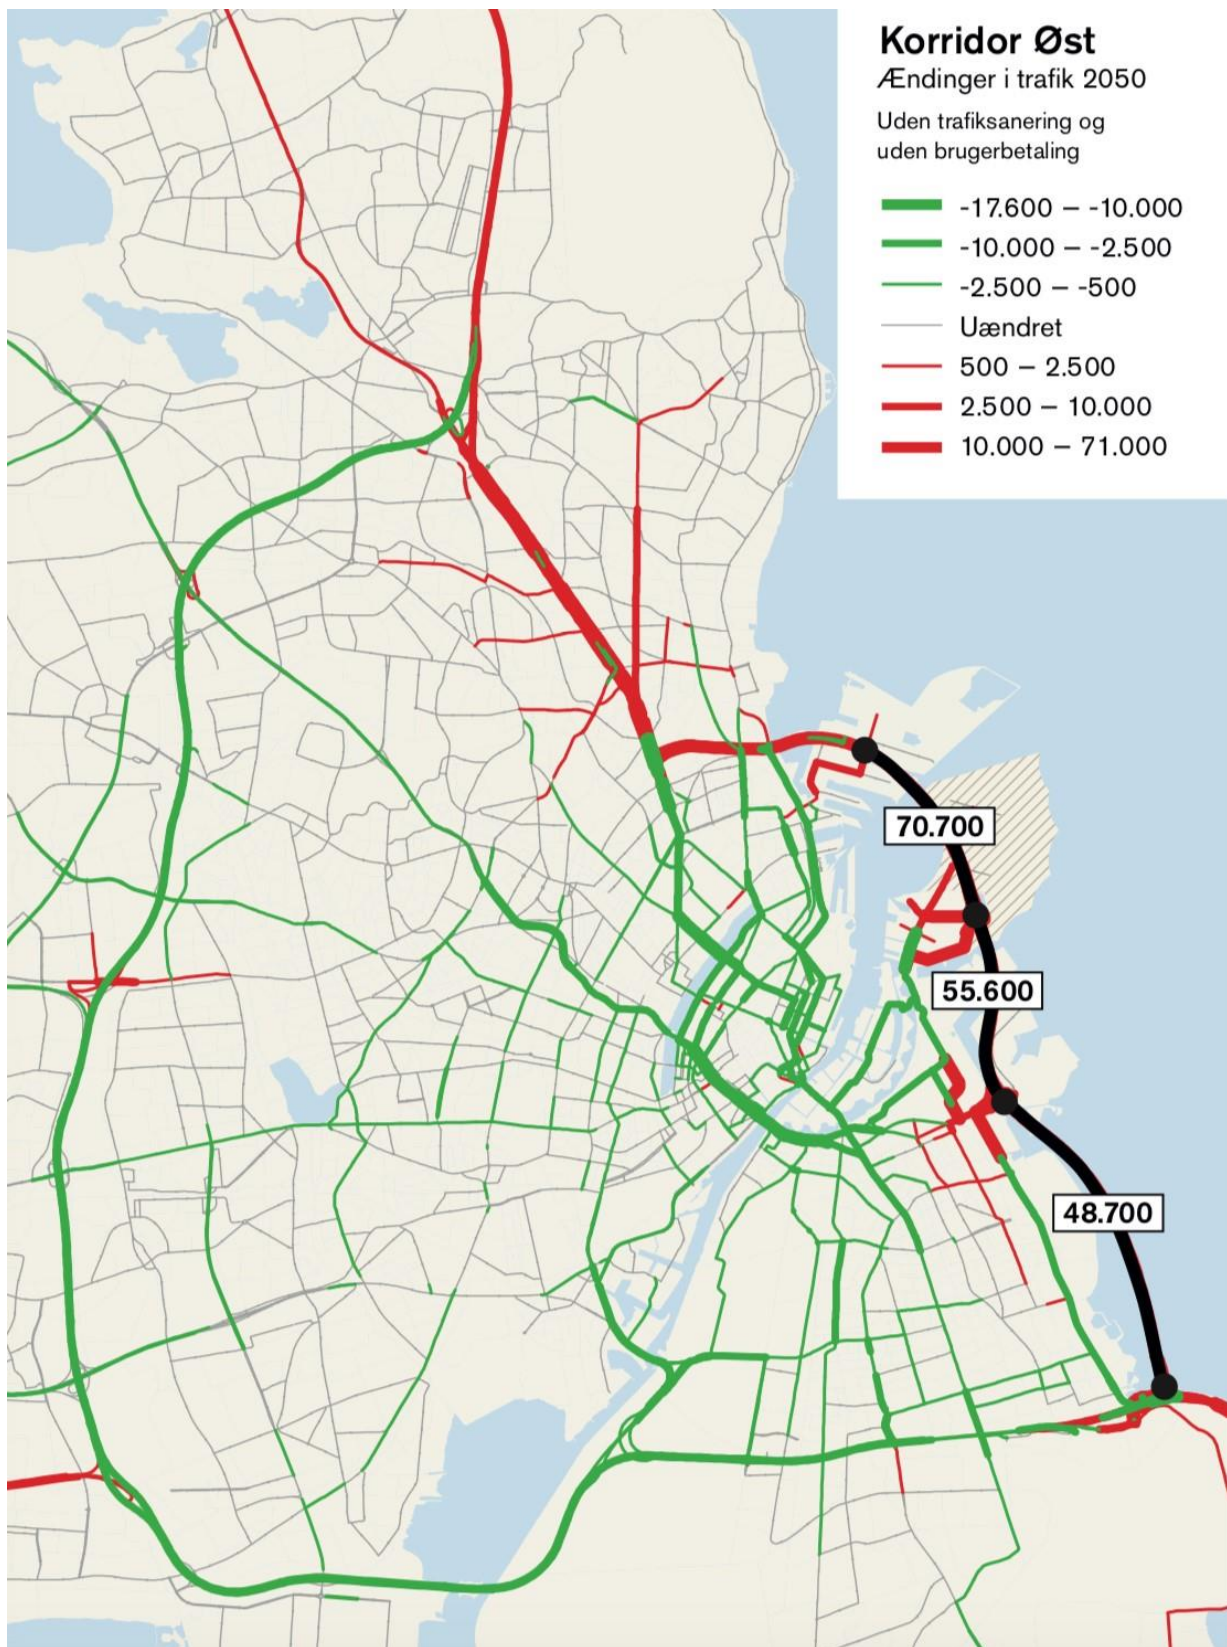 Korridor Øst
Ændinger i trafik 2050
Uden trafiksanering og
uden brugerbetaling
-17.600 – -10.000
-10.000 – -2.500
-2.500 – -500
Uændret
500 – 2.500
2.500 – 10.000
10.000 – 71.000
70.700
55.600
48.700